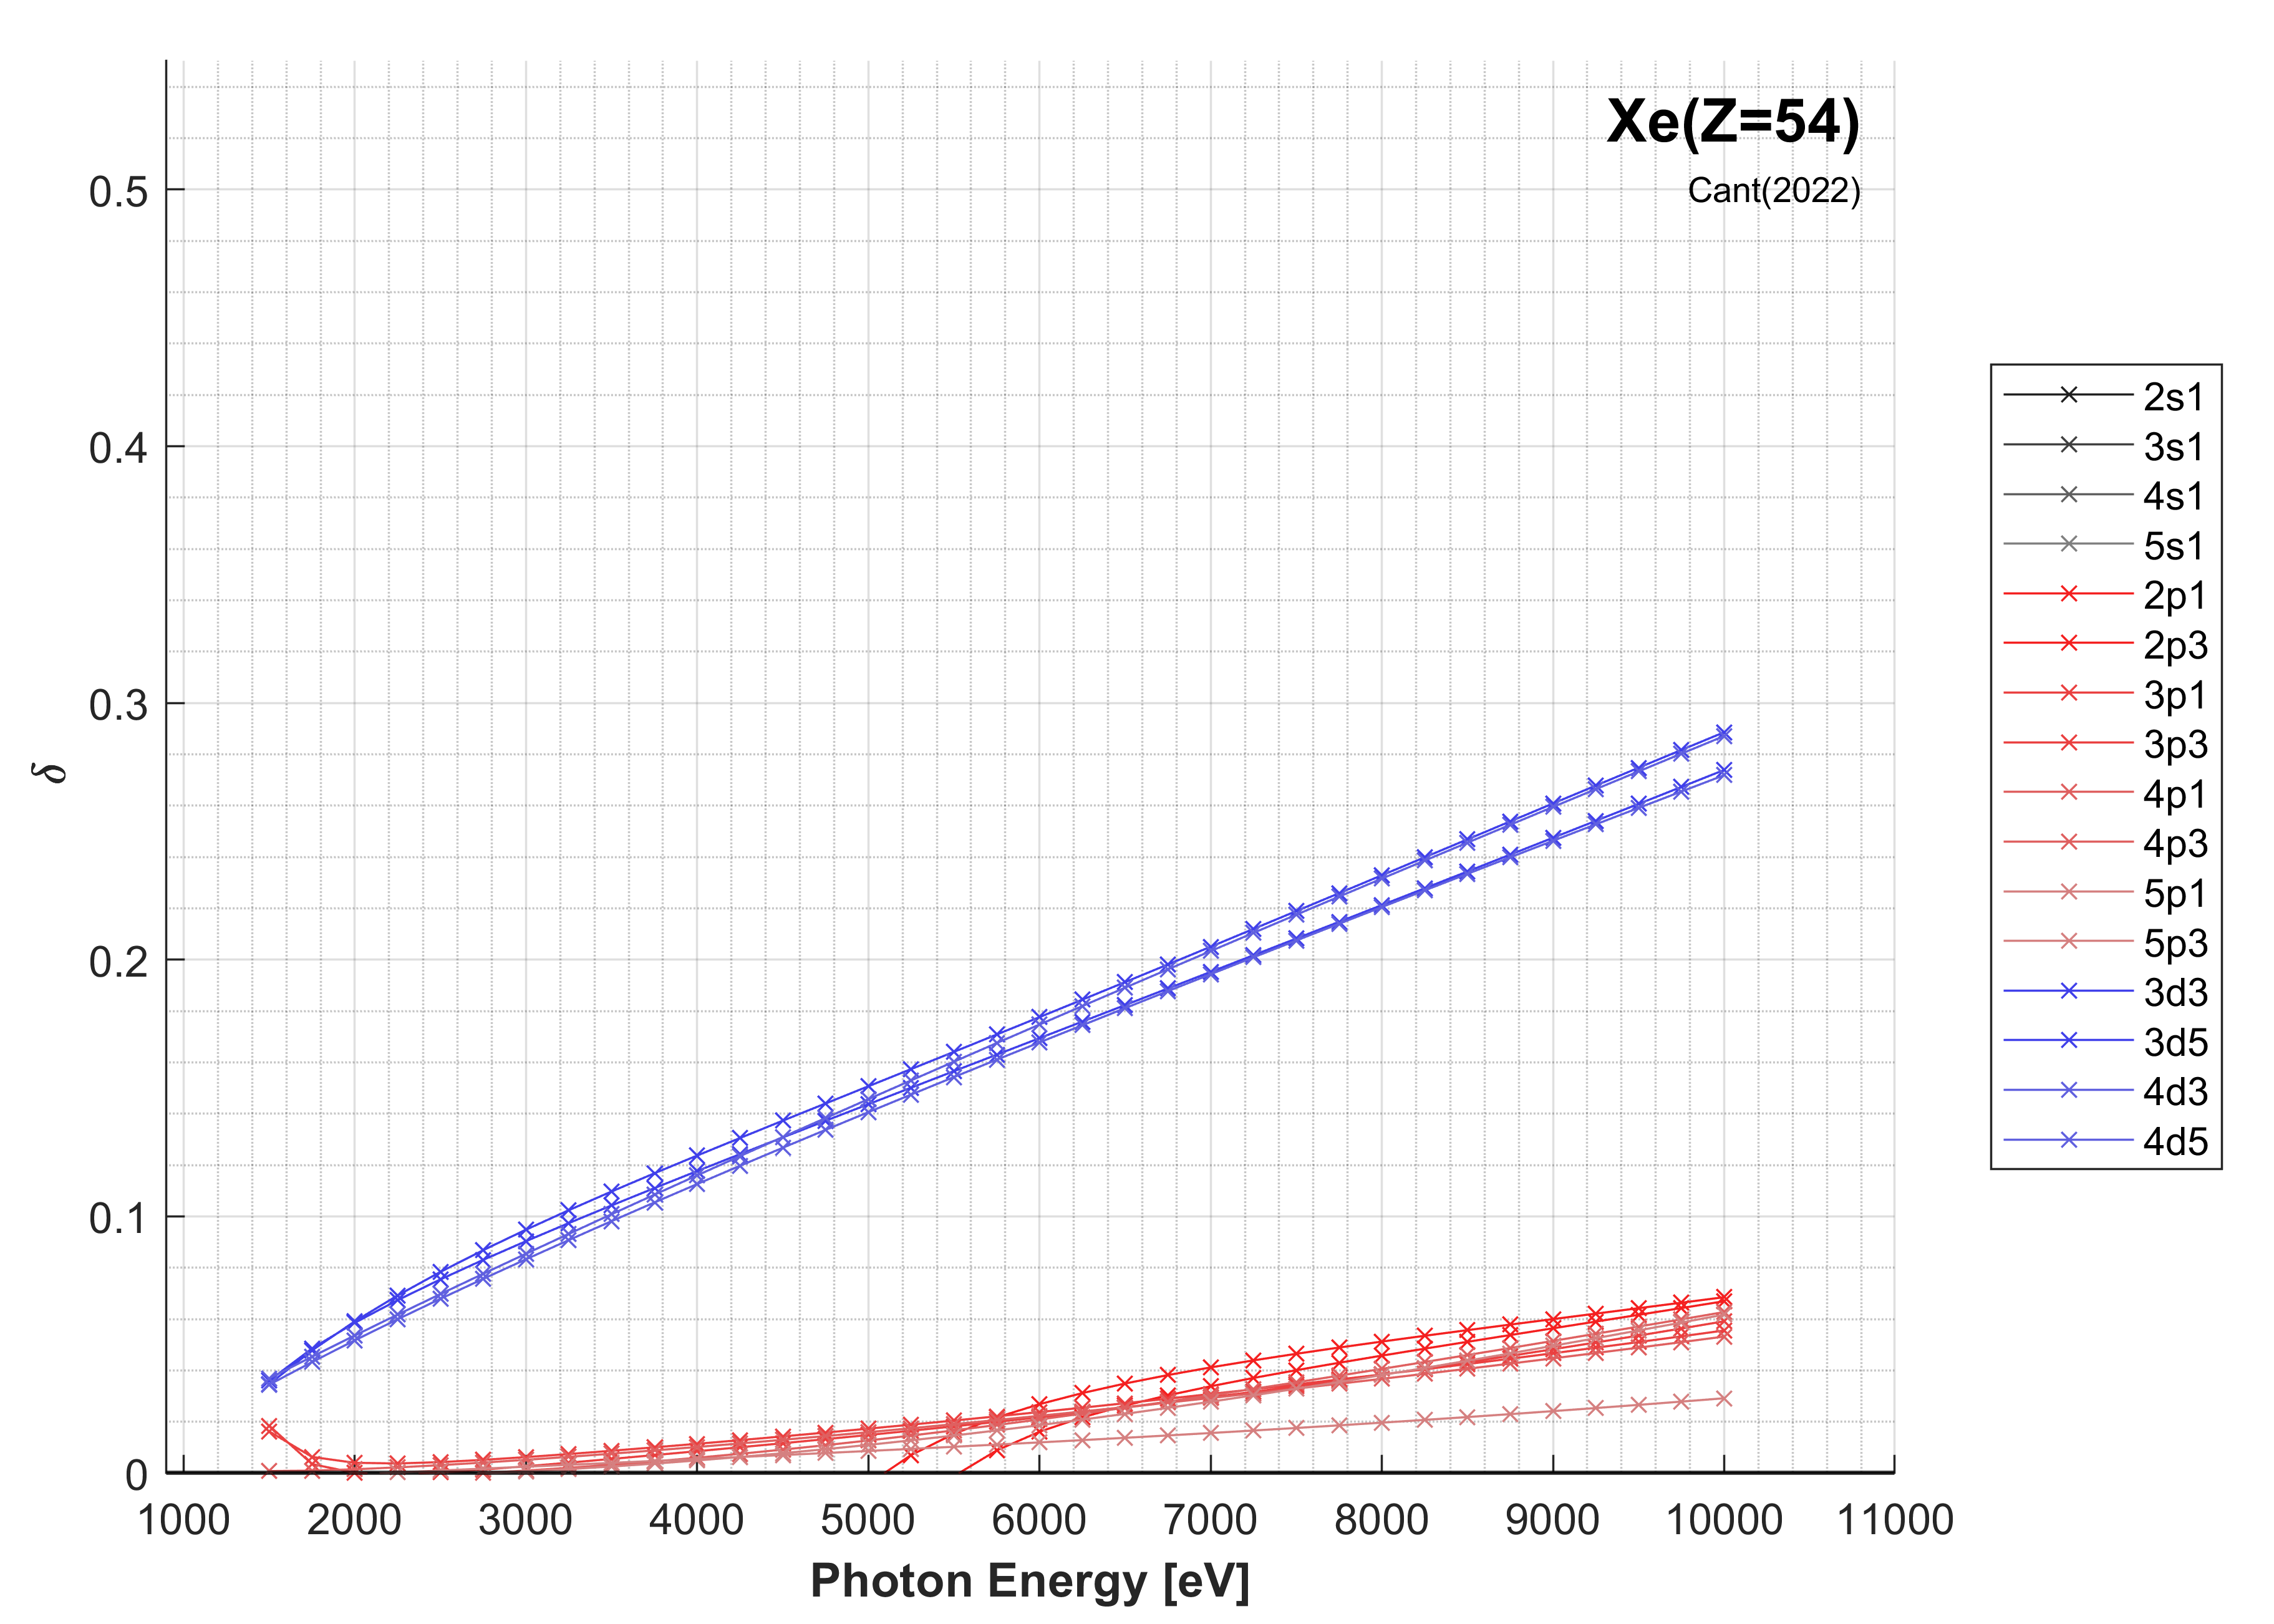 Xe(Z=54)
Cant(2022)
0.5
0.4
0.3
0.2
0.1
0
δ
1000 2000 3000 4000 5000 6000 7000 8000 9000 10000 11000
Photon Energy [eV]
2s1
3s1
4s1
5s1
2p1
2p3
3p1
3p3
4p1
4p3
5p1
5p3
3d3
3d5
4d3
4d5